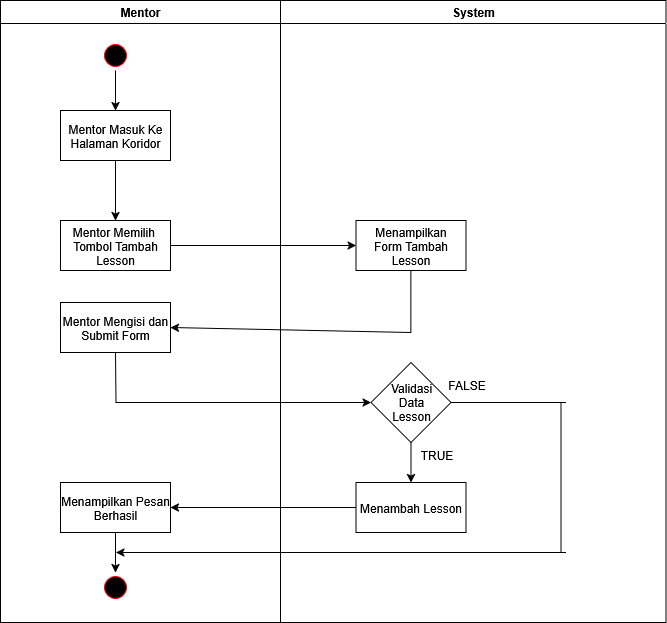 Mentor
System
Mentor Masuk Ke
Halaman Koridor
Mentor Memilih
Tombol Tambah
Lesson
Menampilkan
Form Tambah
Lesson
Mentor Mengisi dan
Submit Form
Validasi
Data
Lesson
FALSE
TRUE
Menampilkan Pesan
Berhasil
Menambah Lesson